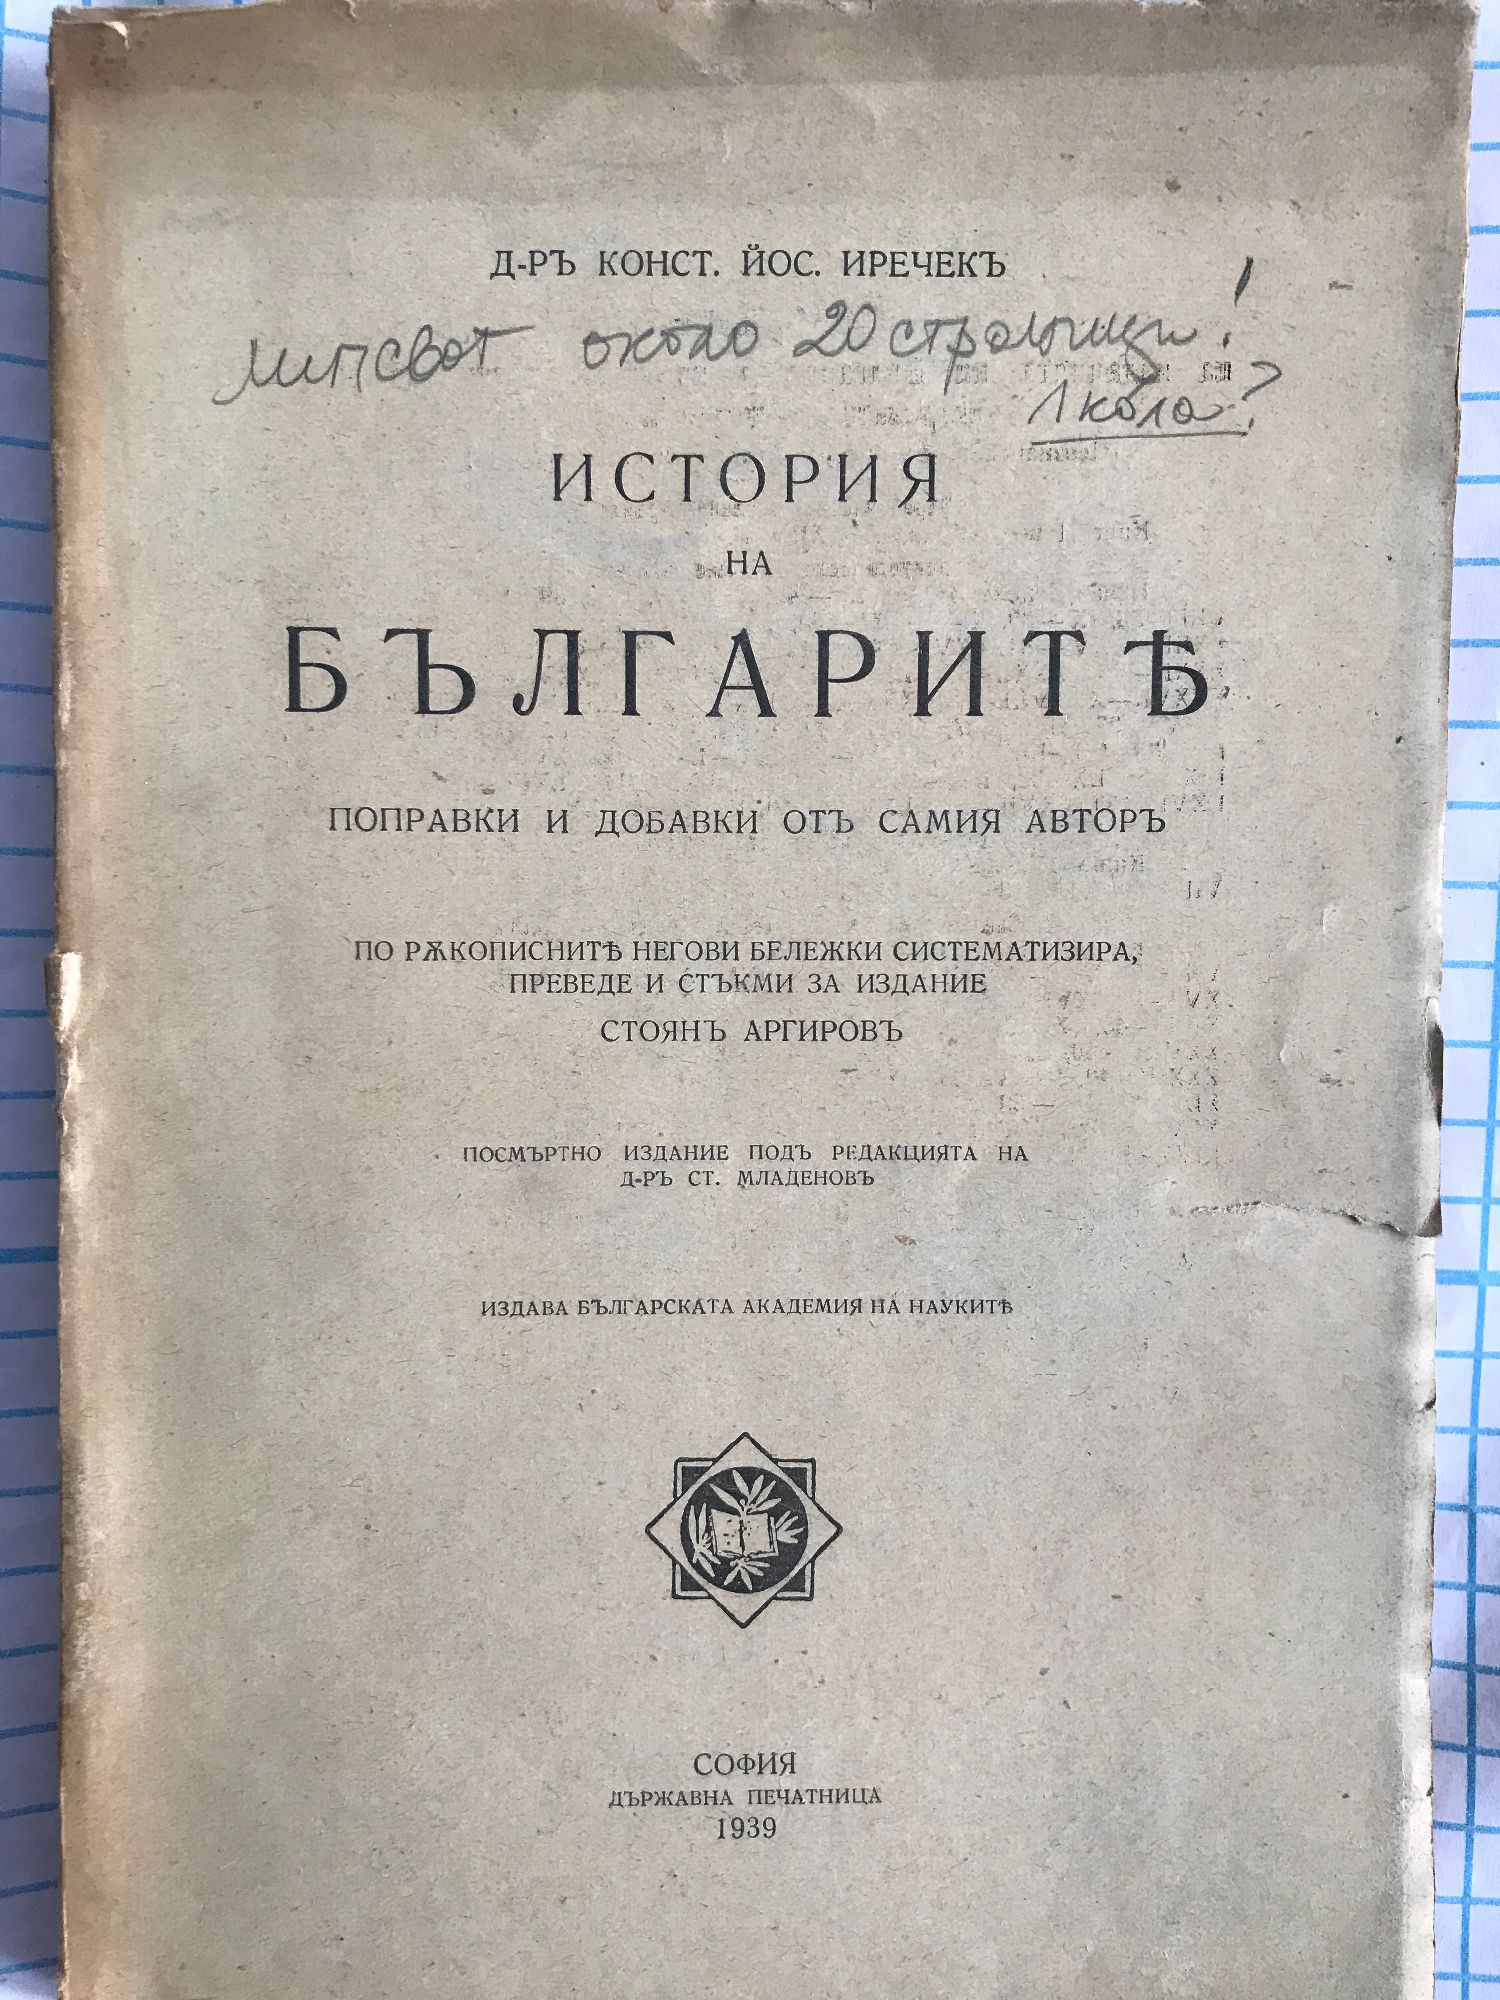 Д-РЪ КОНСТ. ЙОС. ИРЕЧЕКЪ
Липсват около 20 страници!
1 кола?
ИСТОРИЯ
НА
БЪЛГАРИТѢ
ПОПРАВКИ И ДОБАВКИ ОТЪ САМИЯ АВТОРЪ
ПО РѪКОПИСНИТѢ НЕГОВИ БЕЛЕЖКИ СИСТЕМАТИЗИРА,
ПРЕВЕДЕ И СТЪКМИ ЗА ИЗДАНИЕ
СТОЯНЪ АРГИРОВЪ
ПОСМЪРТНО ИЗДАНИЕ ПОДЪ РЕДАКЦИЯТА НА
Д-РЪ СТ. МЛАДЕНОВЪ
ИЗДАВА БЪЛГАРСКАТА АКАДЕМИЯ НА НАУКИТѢ
СОФИЯ
ДЪРЖАВНА ПЕЧАТНИЦА
1939